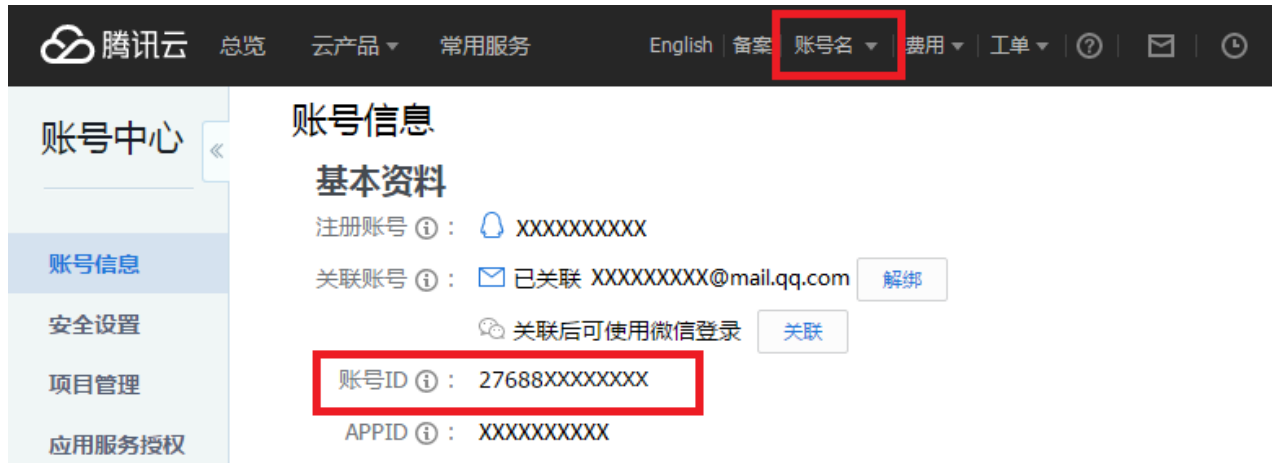 腾讯云 总览 云产品 常用服务 English 备案 账号名 费用 工单
账号中心
账号信息
安全设置
项目管理
应用服务授权
账号信息
基本资料
注册账号 : XXXXXXXXXX
关联账号 : 已关联 XXXXXXXXX@mail.qq.com 解绑
关联后可使用微信登录 关联
账号ID : 27688XXXXXXXX
APPID : XXXXXXXXXX